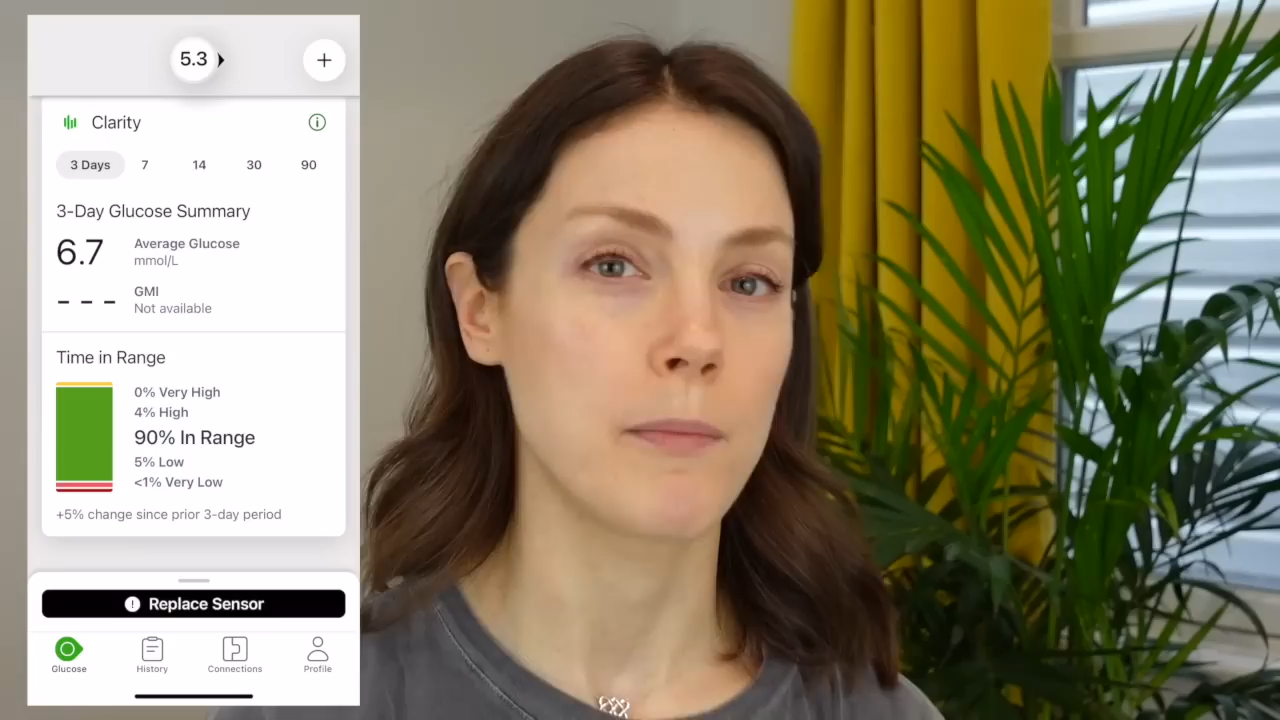 5.3
+
Clarity
3 Days 7 14 30 90
3-Day Glucose Summary
6.7
Average Glucose
mmol/L
– – –
GMI
Not available
Time in Range
0% Very High
4% High
90% In Range
5% Low
<1% Very Low
+5% change since prior 3-day period
! Replace Sensor
Glucose History Connections Profile